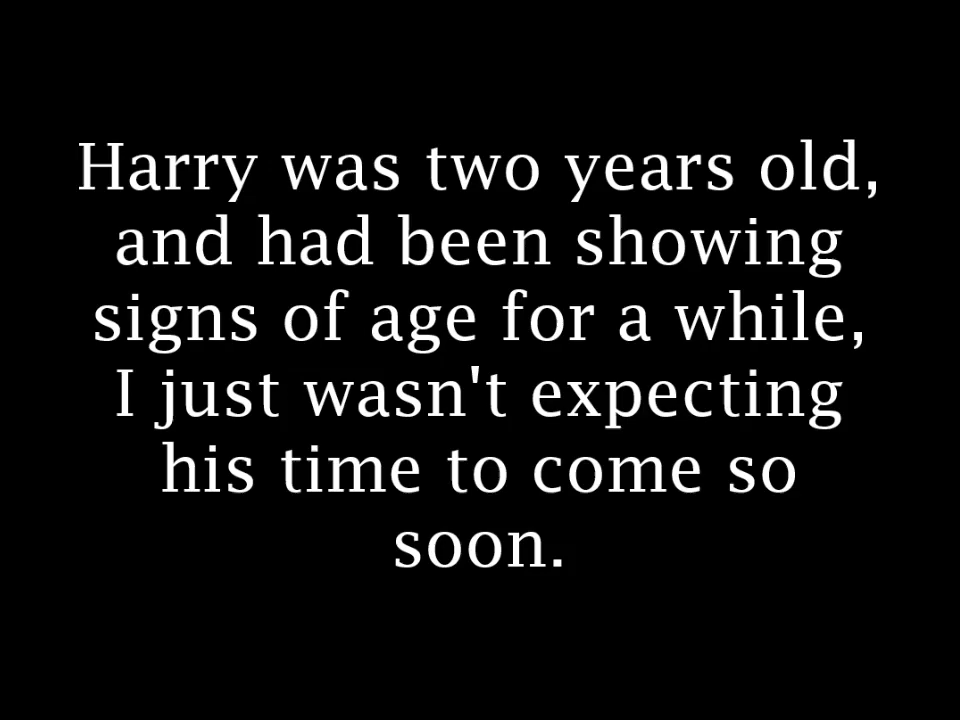 Harry was two years old,
and had been showing
signs of age for a while,
I just wasn't expecting
his time to come so
soon.